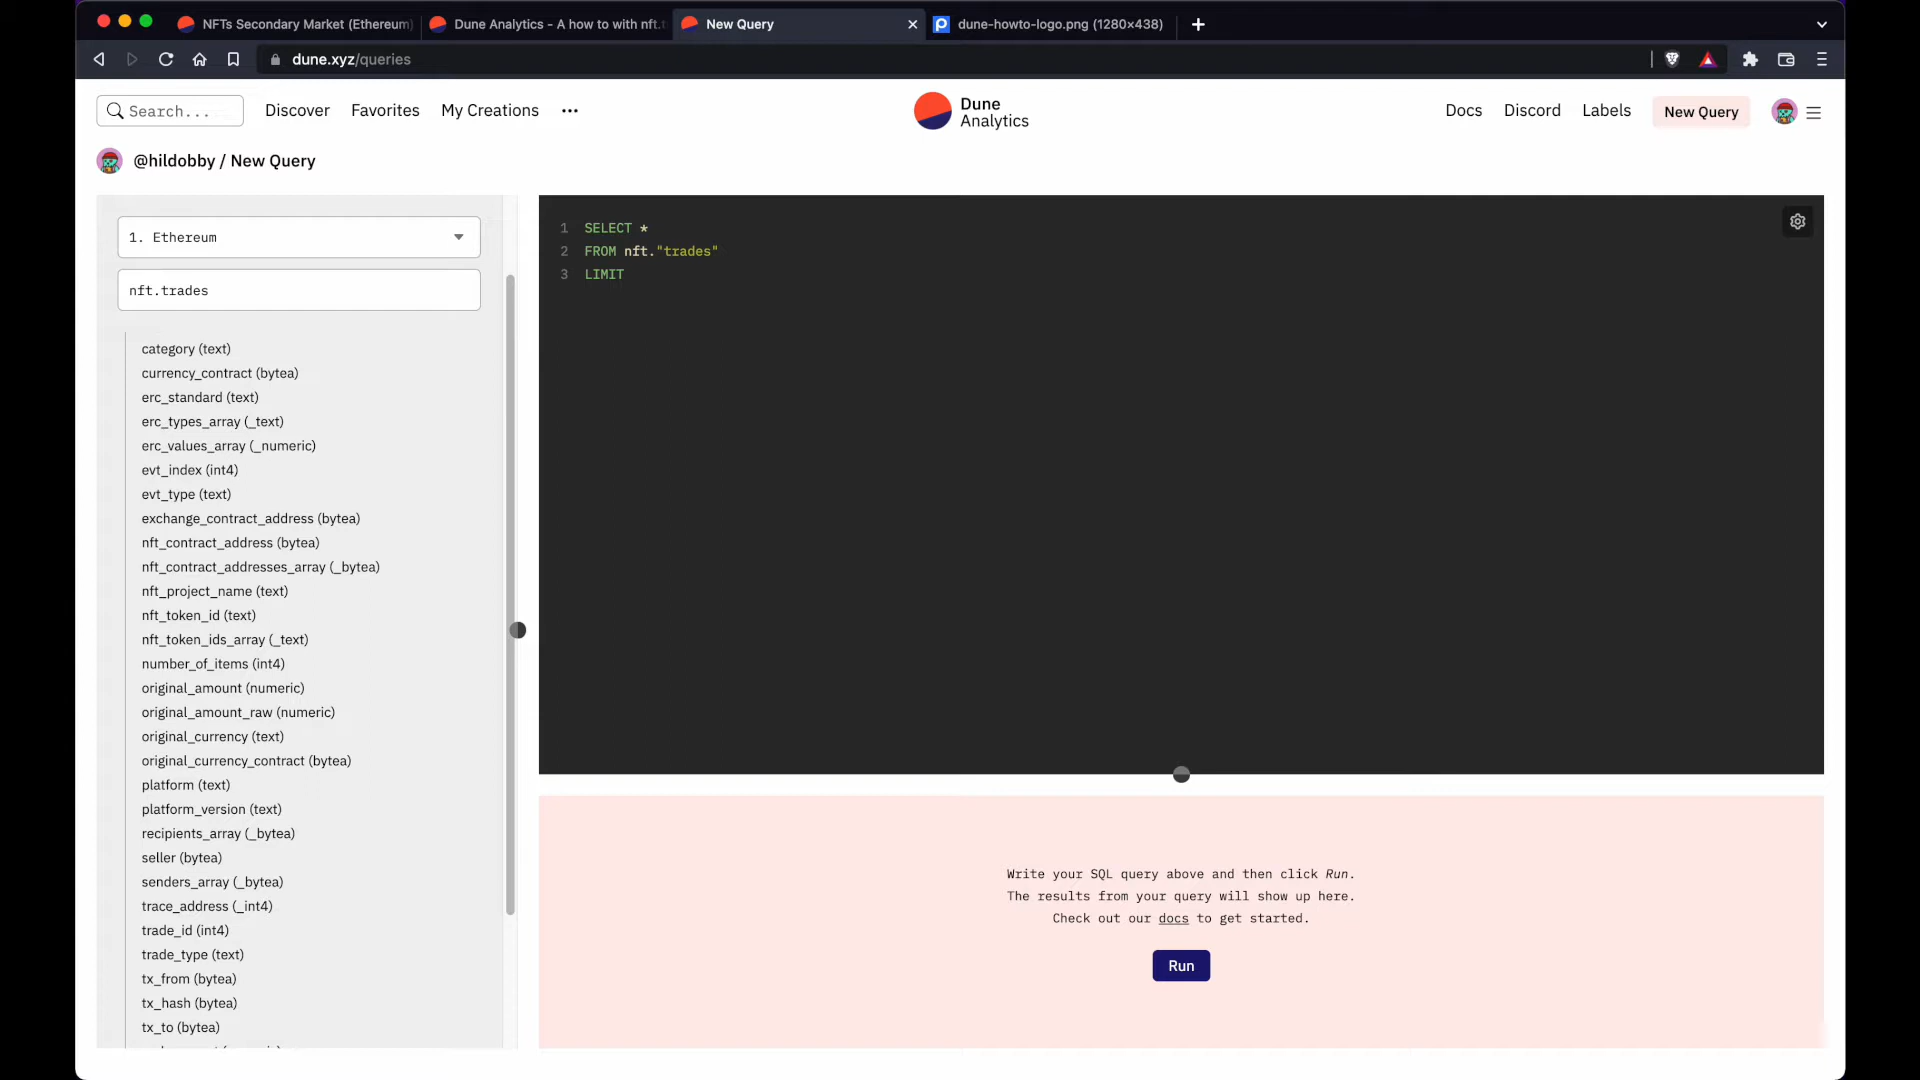 NFTs Secondary Market (Ethereum)
Dune Analytics - A how to with nft.t
New Query
dune-howto-logo.png (1280×438)
dune.xyz/queries
Search...
Discover
Favorites
My Creations
Dune
Analytics
Docs
Discord
Labels
New Query
@hildobby / New Query
1. Ethereum
nft.trades
category (text)
currency_contract (bytea)
erc_standard (text)
erc_types_array (_text)
erc_values_array (_numeric)
evt_index (int4)
evt_type (text)
exchange_contract_address (bytea)
nft_contract_address (bytea)
nft_contract_addresses_array (_bytea)
nft_project_name (text)
nft_token_id (text)
nft_token_ids_array (_text)
number_of_items (int4)
original_amount (numeric)
original_amount_raw (numeric)
original_currency (text)
original_currency_contract (bytea)
platform (text)
platform_version (text)
recipients_array (_bytea)
seller (bytea)
senders_array (_bytea)
trace_address (_int4)
trade_id (int4)
trade_type (text)
tx_from (bytea)
tx_hash (bytea)
tx_to (bytea)
1 SELECT *
2 FROM nft."trades"
3 LIMIT
Write your SQL query above and then click Run.
The results from your query will show up here.
Check out our docs to get started.
Run